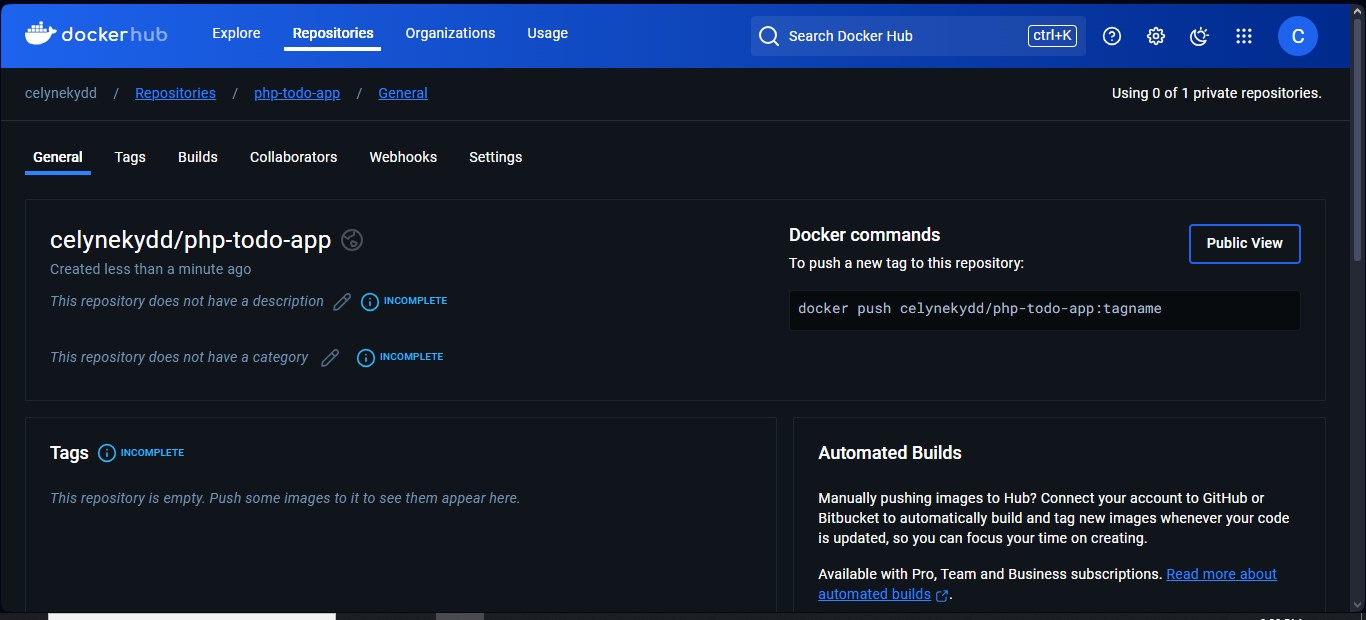 dockerhub
Explore Repositories Organizations Usage
Search Docker Hub ctrl+K
C
celynekydd / Repositories / php-todo-app / General
Using 0 of 1 private repositories.
General Tags Builds Collaborators Webhooks Settings
celynekydd/php-todo-app
Created less than a minute ago
This repository does not have a description INCOMPLETE
This repository does not have a category INCOMPLETE
Docker commands
To push a new tag to this repository:
Public View
docker push celynekydd/php-todo-app:tagname
Tags INCOMPLETE
This repository is empty. Push some images to it to see them appear here.
Automated Builds
Manually pushing images to Hub? Connect your account to GitHub or
Bitbucket to automatically build and tag new images whenever your code
is updated, so you can focus your time on creating.
Available with Pro, Team and Business subscriptions. Read more about
automated builds .